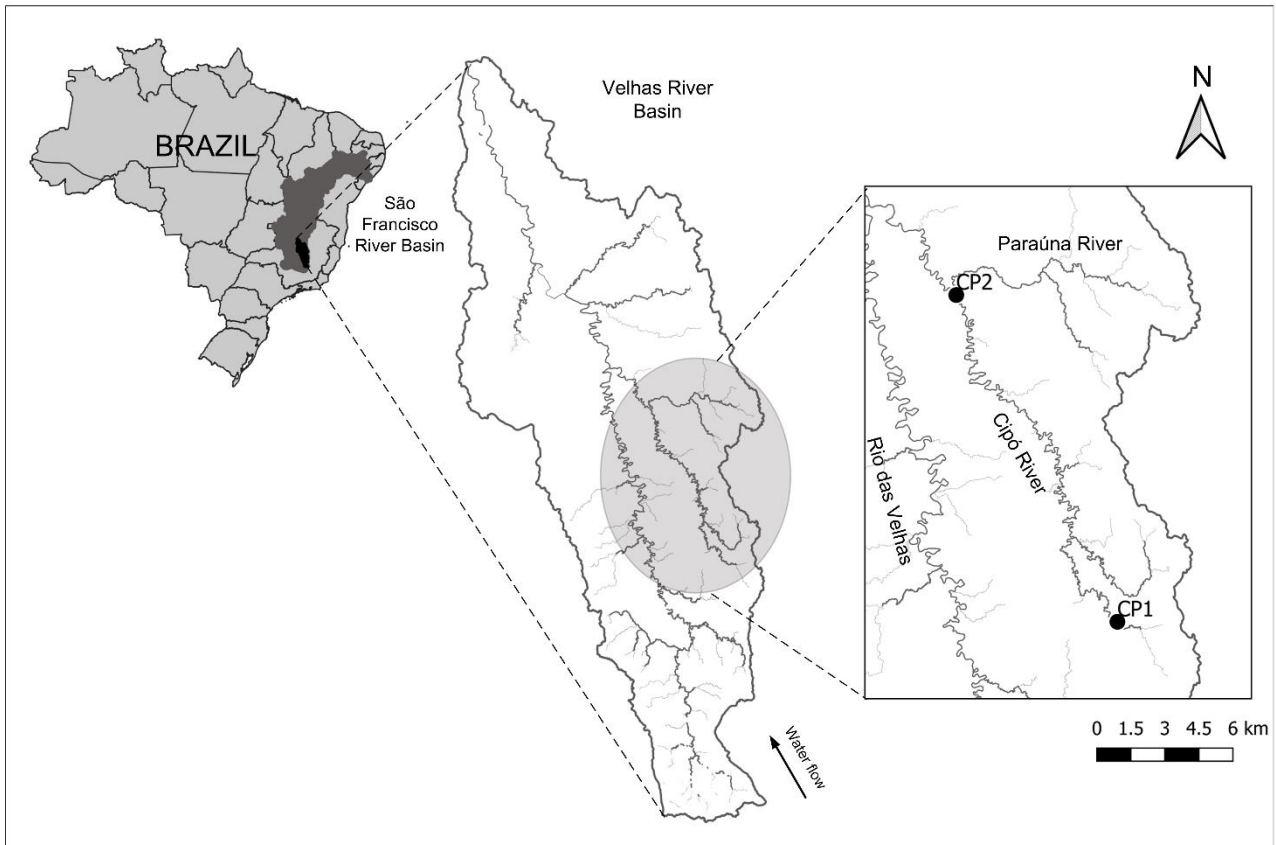 BRAZIL
São
Francisco
River Basin
Velhas River
Basin
N
Paraúna River
CP2
Cipó River
Rio das Velhas
CP1
Water flow
0 1.5 3 4.5 6 km